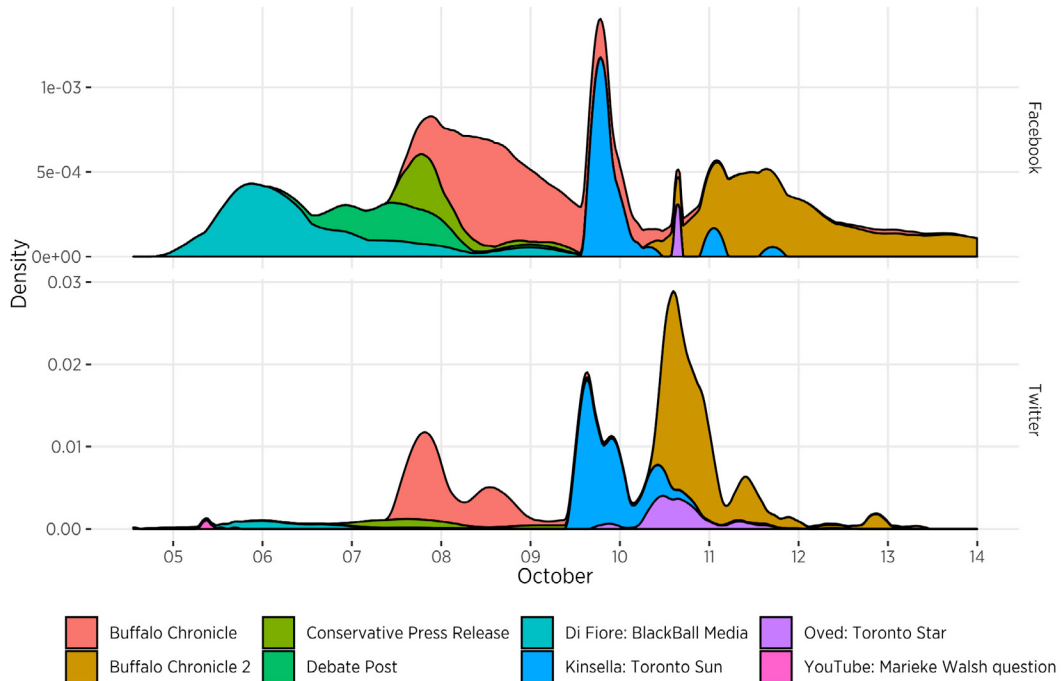 1e-03
5e-04
0e+00
Facebook
Density
0.03
0.02
0.01
0.00
Twitter
05 06 07 08 09 10 11 12 13 14
October
Buffalo Chronicle Conservative Press Release Di Fiore: BlackBall Media Oved: Toronto Star
Buffalo Chronicle 2 Debate Post Kinsella: Toronto Sun YouTube: Marieke Walsh question